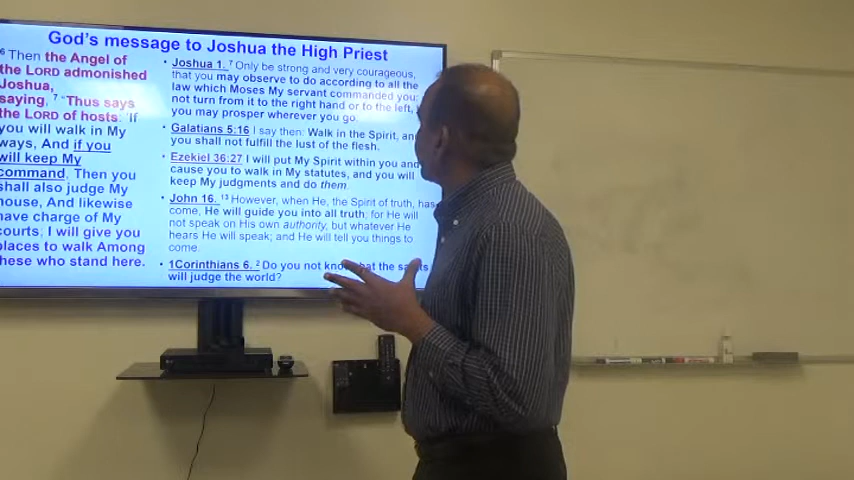 God's message to Joshua the High Priest
6 Then the Angel of
the LORD admonished
Joshua,
saying, 7 "Thus says
the LORD of hosts: 'If
you will walk in My
ways, And if you
will keep My
command, Then you
shall also judge My
house, And likewise
have charge of My
courts; I will give you
places to walk Among
these who stand here.
• Joshua 1. 7 Only be strong and very courageous,
that you may observe to do according to all the
law which Moses My servant commanded you;
not turn from it to the right hand or to the left,
you may prosper wherever you go.
• Galatians 5:16 I say then: Walk in the Spirit, and
you shall not fulfill the lust of the flesh.
• Ezekiel 36:27 I will put My Spirit within you and
cause you to walk in My statutes, and you will
keep My judgments and do them.
• John 16. 13 However, when He, the Spirit of truth, has
come, He will guide you into all truth; for He will
not speak on His own authority, but whatever He
hears He will speak; and He will tell you things to
come.
• 1Corinthians 6. 2 Do you not know that the saints
will judge the world?